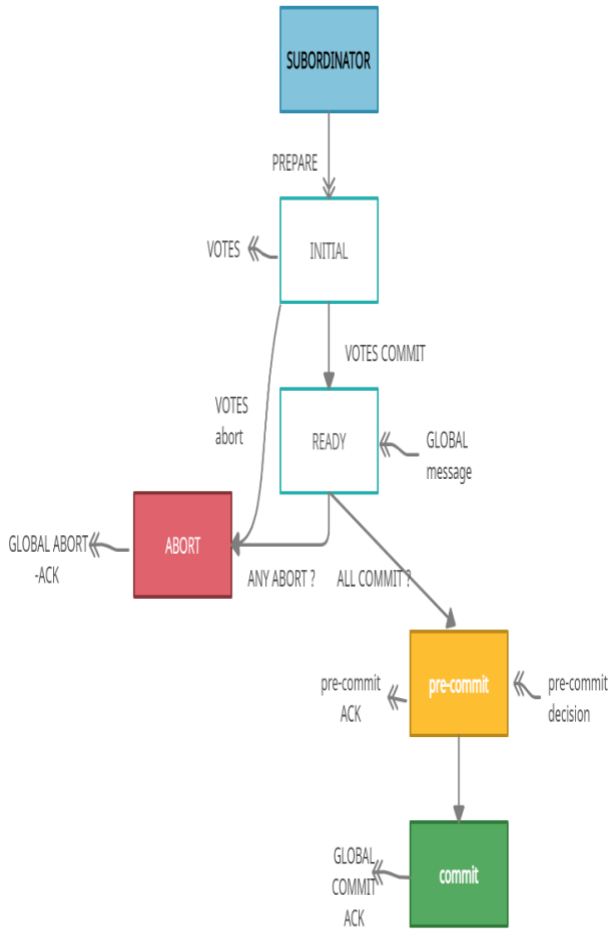 SUBORDINATOR
PREPARE
VOTES
INITIAL
VOTES COMMIT
VOTES
abort
READY
GLOBAL
message
ABORT
GLOBAL ABORT
-ACK
ANY ABORT ?
ALL COMMIT ?
pre-commit
ACK
pre-commit
pre-commit
decision
GLOBAL
COMMIT
ACK
commit